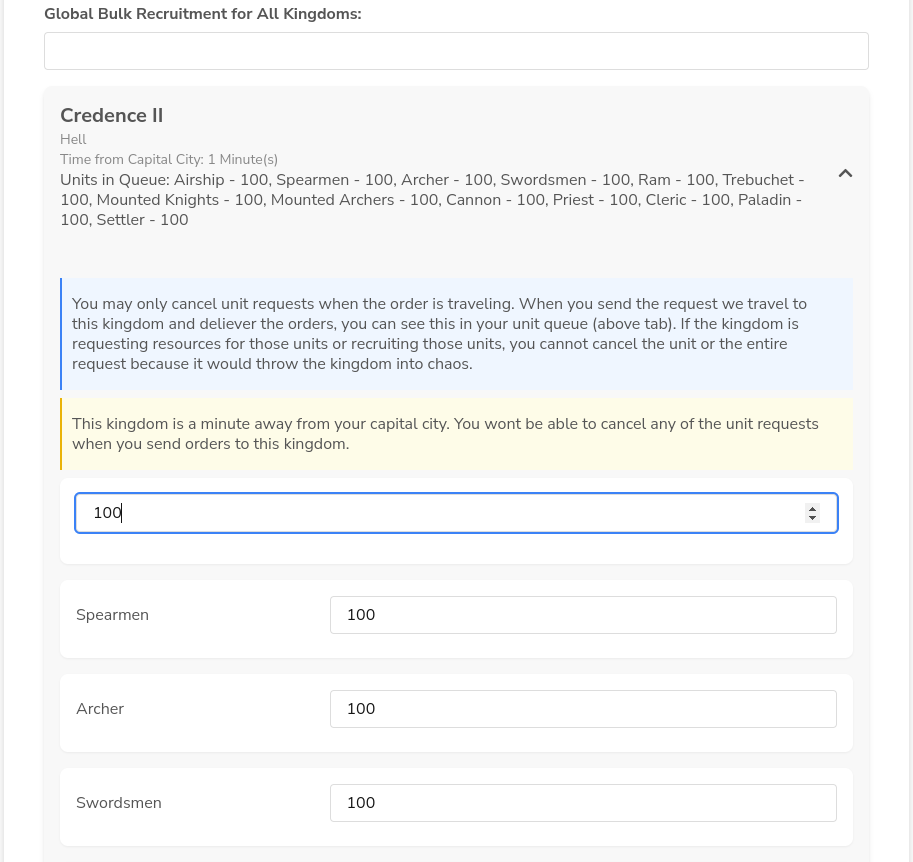 Global Bulk Recruitment for All Kingdoms:
Credence II
Hell
Time from Capital City: 1 Minute(s)
Units in Queue: Airship - 100, Spearmen - 100, Archer - 100, Swordsmen - 100, Ram - 100, Trebuchet -
100, Mounted Knights - 100, Mounted Archers - 100, Cannon - 100, Priest - 100, Cleric - 100, Paladin -
100, Settler - 100
You may only cancel unit requests when the order is traveling. When you send the request we travel to
this kingdom and deliever the orders, you can see this in your unit queue (above tab). If the kingdom is
requesting resources for those units or recruiting those units, you cannot cancel the unit or the entire
request because it would throw the kingdom into chaos.
This kingdom is a minute away from your capital city. You wont be able to cancel any of the unit requests
when you send orders to this kingdom.
100
Spearmen 100
Archer 100
Swordsmen 100